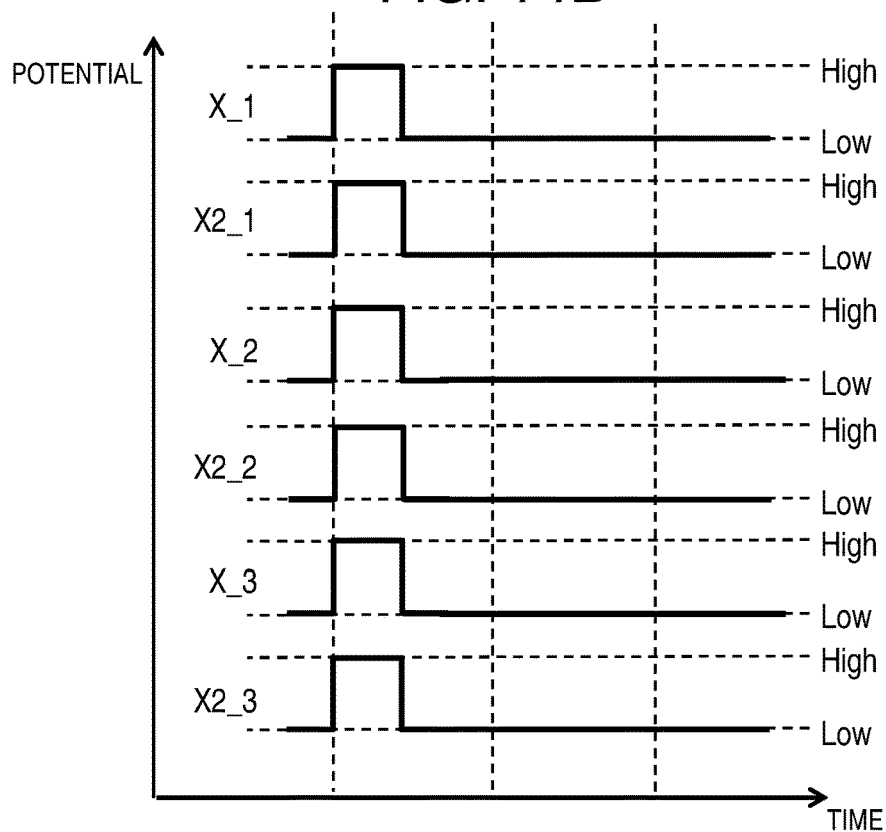 POTENTIAL
High
X_1
Low
High
X2_1
Low
High
X_2
Low
High
X2_2
Low
High
X_3
Low
High
X2_3
Low
TIME